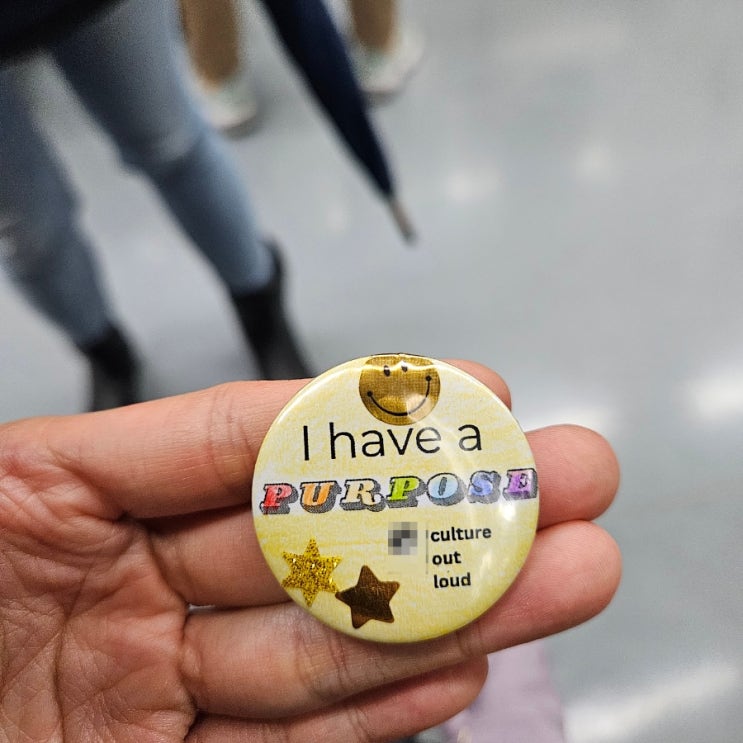 I have a
PURPOSE
culture
out
loud